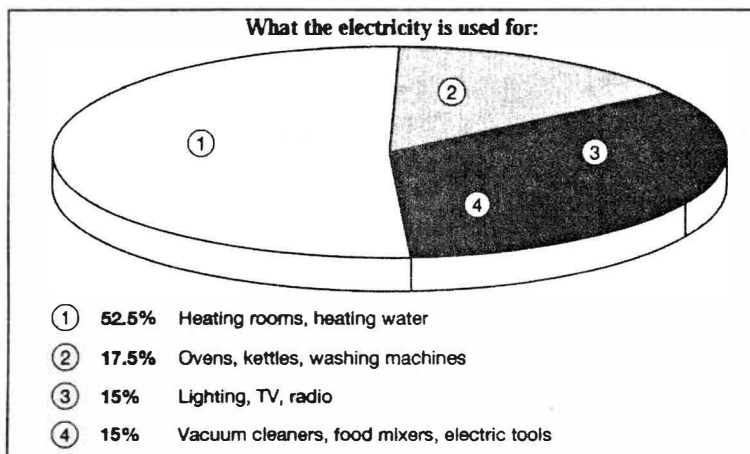 What the electricity is used for:
1
2
3
4
1 52.5% Heating rooms, heating water
2 17.5% Ovens, kettles, washing machines
3 15% Lighting, TV, radio
4 15% Vacuum cleaners, food mixers, electric tools